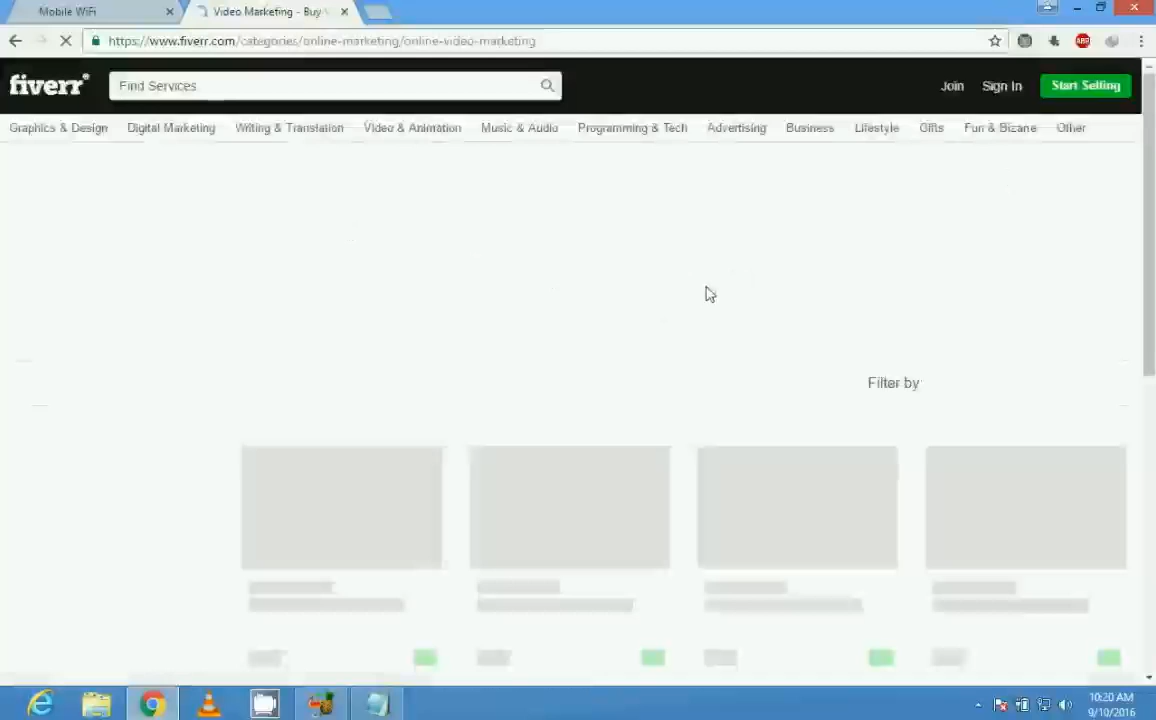 Mobile WiFi
Video Marketing - Buy
https://www.fiverr.com/categories/online-marketing/online-video-marketing
ABP
fiverr®
Find Services
Join
Sign In
Start Selling
Graphics & Design
Digital Marketing
Writing & Translation
Video & Animation
Music & Audio
Programming & Tech
Advertising
Business
Lifestyle
Gifts
Fun & Bizarre
Other
Filter by
10:20 AM
9/10/2016